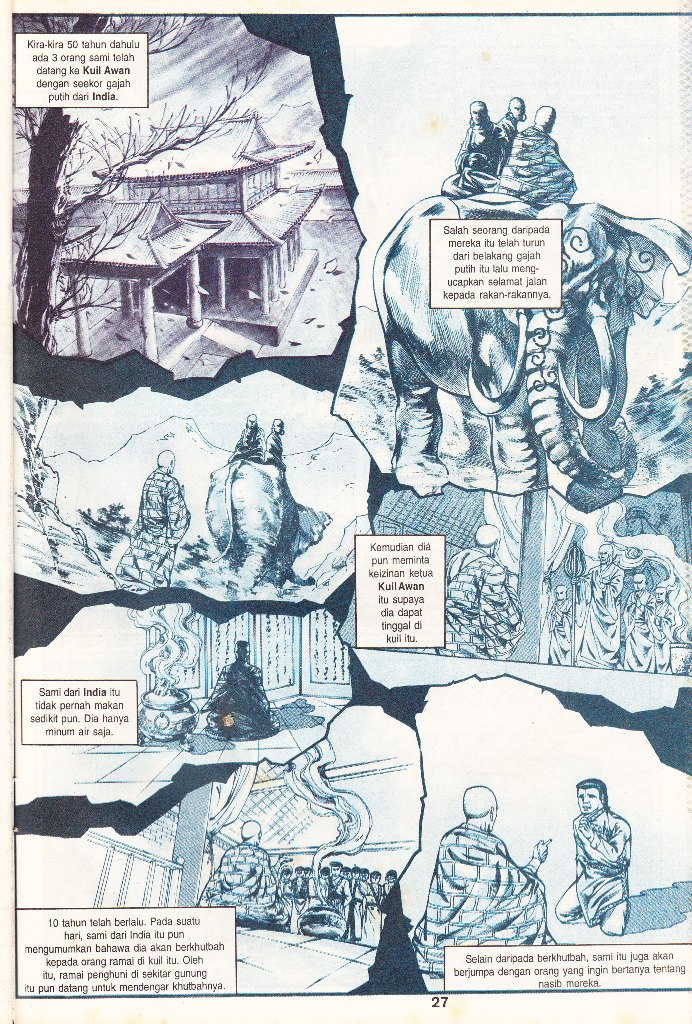 Kira-kira 50 tahun dahulu
ada 3 orang sami telah
datang ke Kuil Awan
dengan seekor gajah
putih dari India.
Salah seorang daripada
mereka itu telah turun
dari belakang gajah
putih itu lalu meng-
ucapkan selamat jalan
kepada rakan-rakannya.
Kemudian dia
pun meminta
keizinan ketua
Kuil Awan
itu supaya
dia dapat
tinggal di
kuil itu.
Sami dari India itu
tidak pernah makan
sedikit pun. Dia hanya
minum air saja.
10 tahun telah berlalu. Pada suatu
hari, sami dari India itu pun
mengumumkan bahawa dia akan berkhutbah
kepada orang ramai di kuil itu. Oleh
itu, ramai penghuni di sekitar gunung
itu pun datang untuk mendengar khutbahnya.
Selain daripada berkhutbah, sami itu juga akan
berjumpa dengan orang yang ingin bertanya tentang
nasib mereka.
27